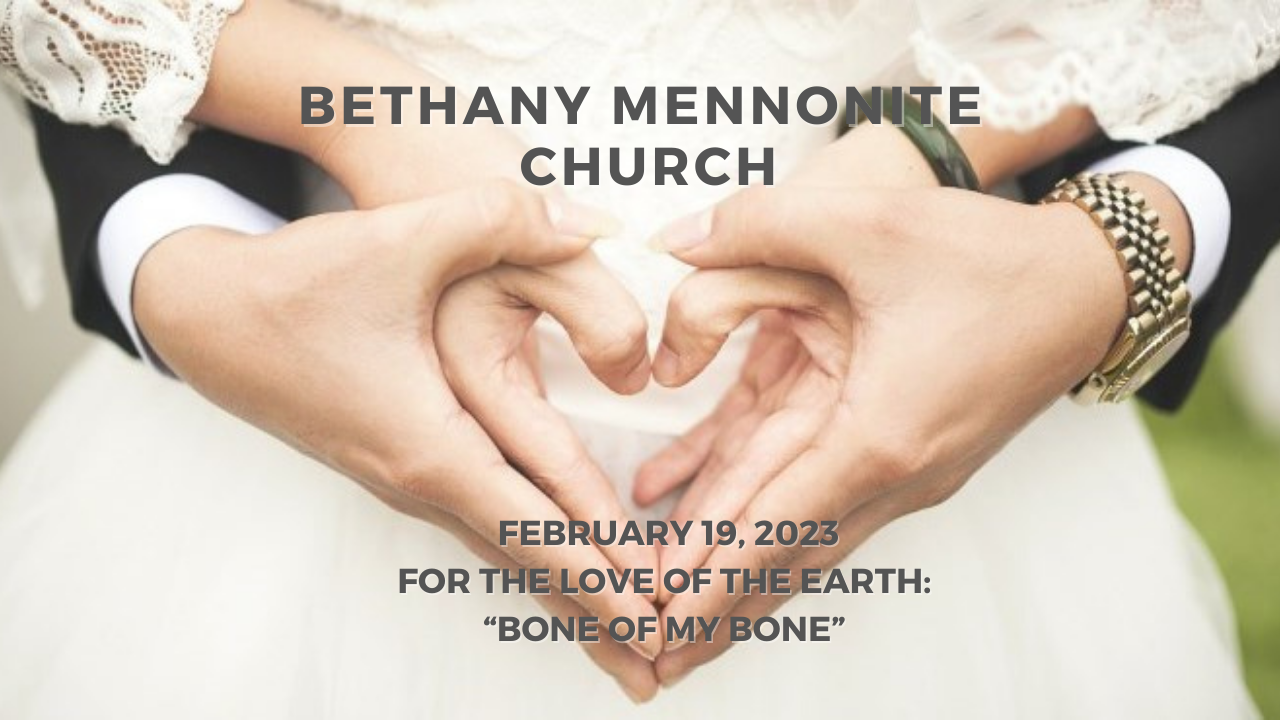 BETHANY MENNONITE
CHURCH
FEBRUARY 19, 2023
FOR THE LOVE OF THE EARTH:
“BONE OF MY BONE”